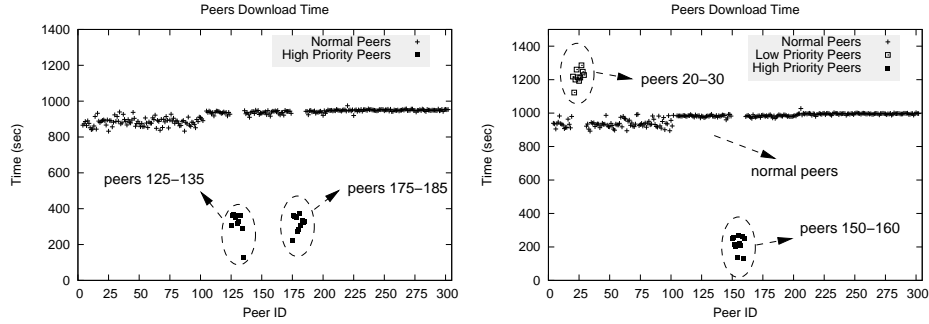 Peers Download Time
1400
1200
1000
800
600
400
200
0
Time (sec)
Normal Peers
High Priority Peers
peers 125–135
peers 175–185
0 25 50 75 100 125 150 175 200 225 250 275 300
Peer ID
Peers Download Time
1400
1200
1000
800
600
400
200
0
Time (sec)
Normal Peers
Low Priority Peers
High Priority Peers
peers 20–30
normal peers
peers 150–160
0 25 50 75 100 125 150 175 200 225 250 275 300
Peer ID